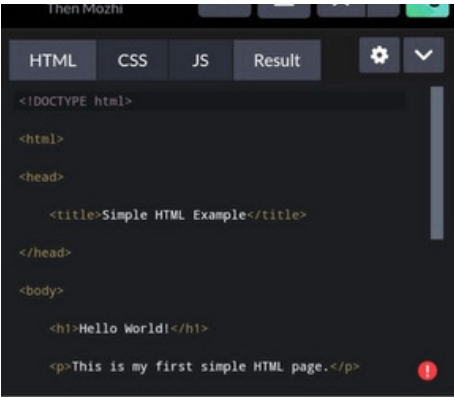 Then Mozhi
HTML CSS JS Result
<!DOCTYPE html>
<html>
<head>
<title>Simple HTML Example</title>
</head>
<body>
<h1>Hello World!</h1>
<p>This is my first simple HTML page.</p>